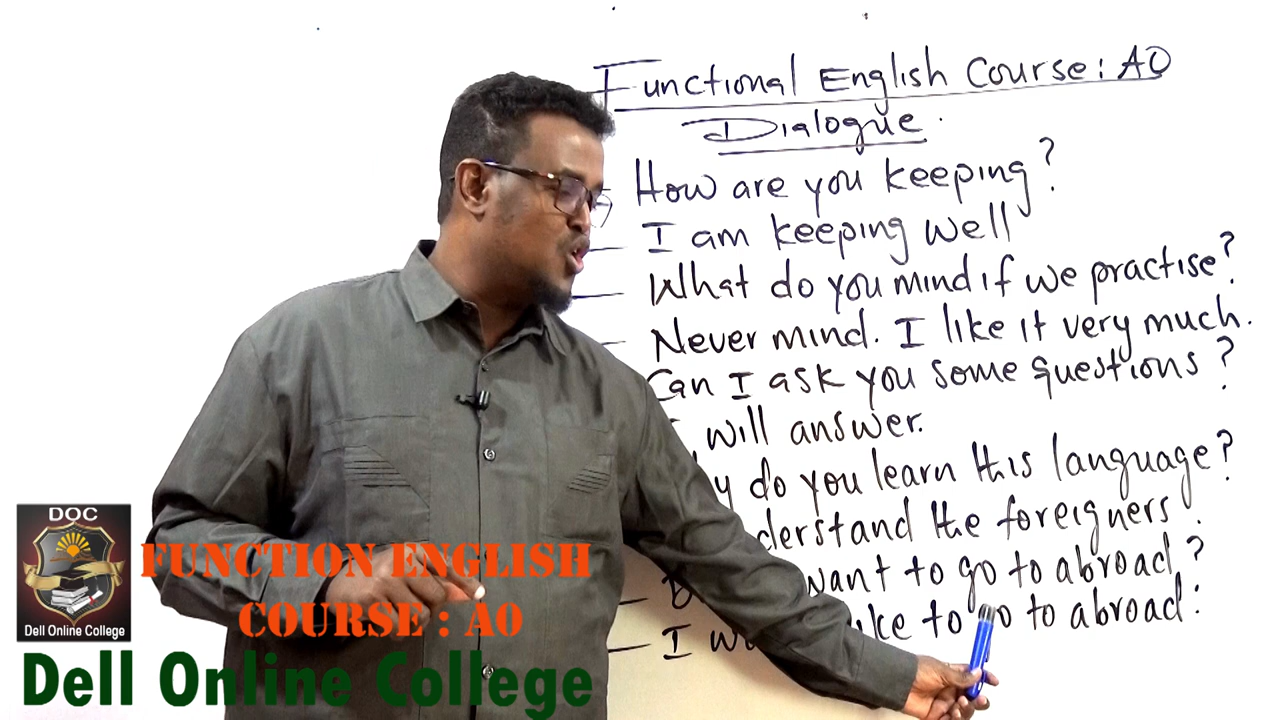 Functional English Course: A0
Dialogue.
How are you keeping?
I am keeping well
What do you mind if we practise?
Never mind. I like it very much.
Can I ask you some questions?
will answer.
do you learn this language?
the foreigners.
want to go to abroad?
I to go to abroad.
DOC
Dell Online College
FUNCTION ENGLISH
COURSE : A0
Dell Online College